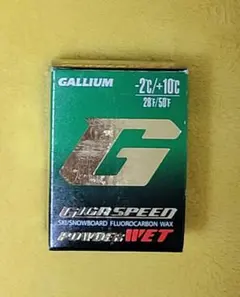 GALLIUM
-2℃/+10℃
28°F/50°F
G
GIGA SPEED
SKI/SNOWBOARD FLUOROCARBON WAX
POWDER WET